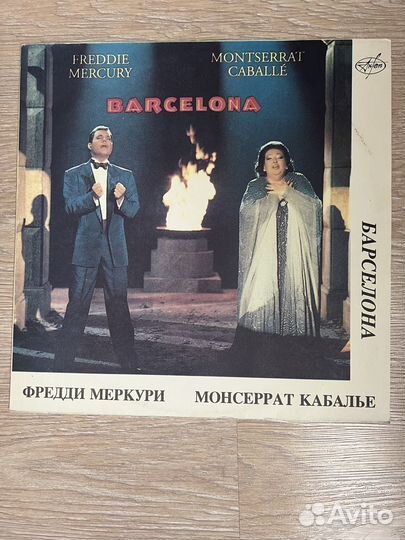 FREDDIE
MERCURY
MONTSERRAT
CABALLÉ
BARCELONA
БАРСЕЛОНА
ФРЕДДИ МЕРКУРИ
МОНСЕРРАТ КАБАЛЬЕ
Avito